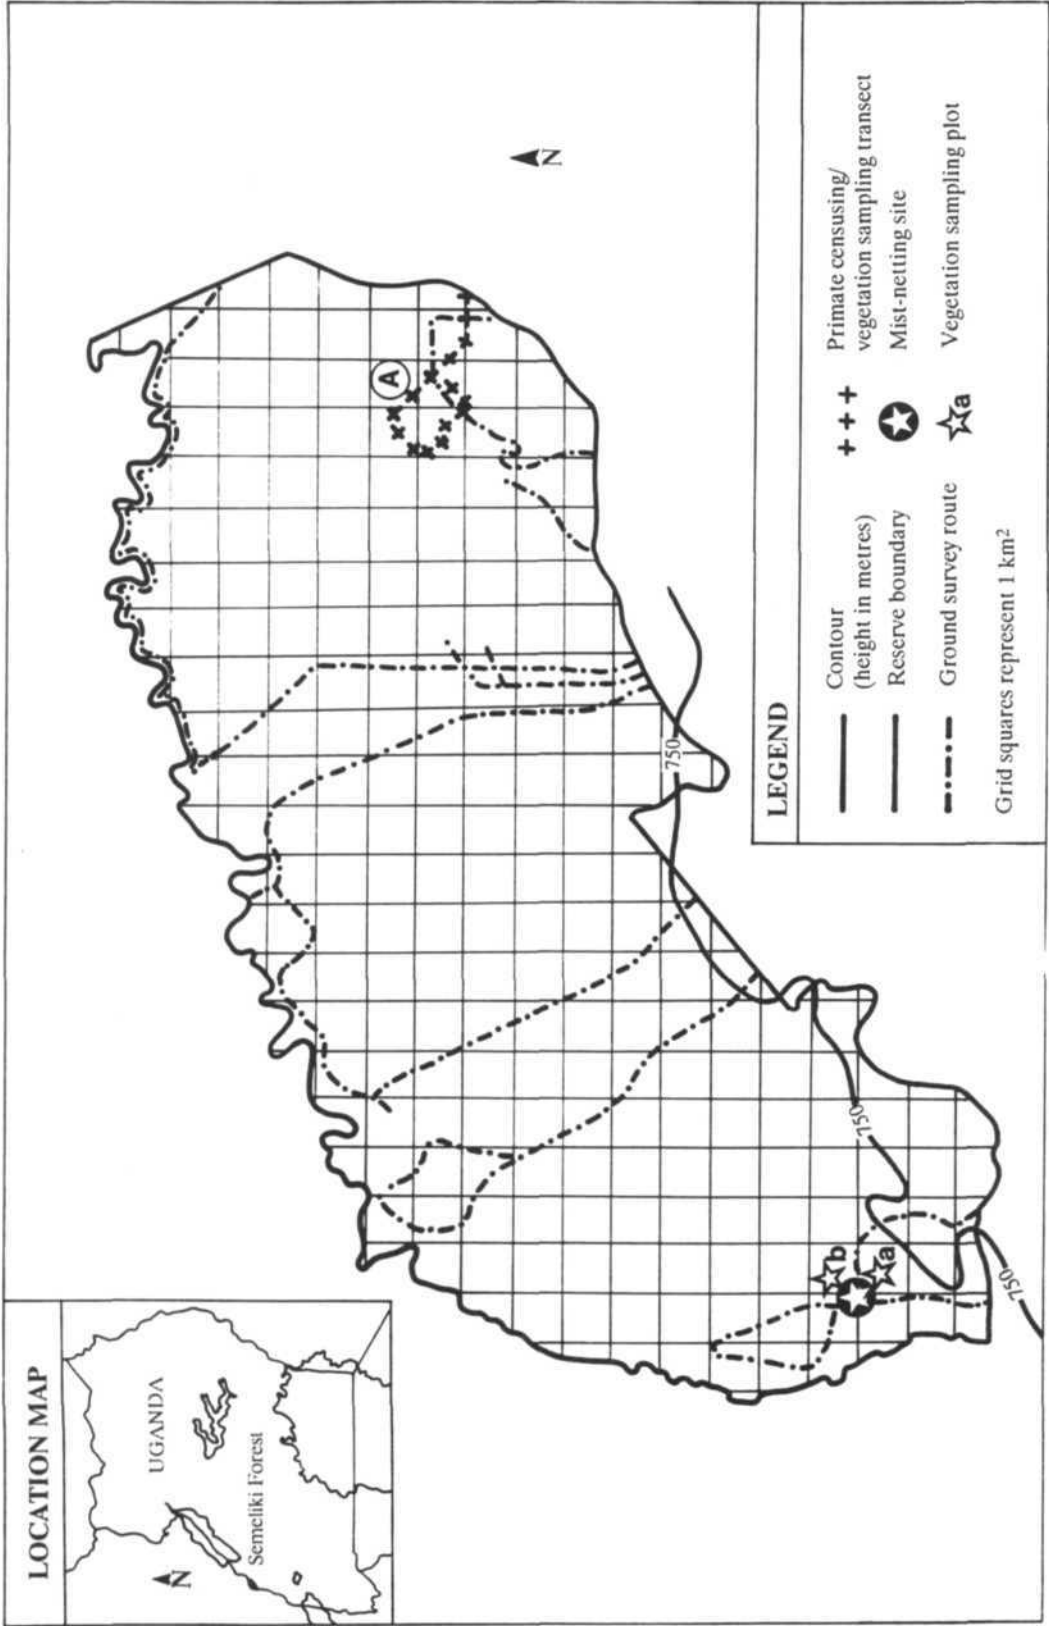 LOCATION MAP
N
UGANDA
Semeliki Forest
A
N
750
750
750
b
a
LEGEND
Contour
(height in metres)
Reserve boundary
Ground survey route
Grid squares represent 1 km²
Primate censusing/
vegetation sampling transect
Mist-netting site
a
Vegetation sampling plot